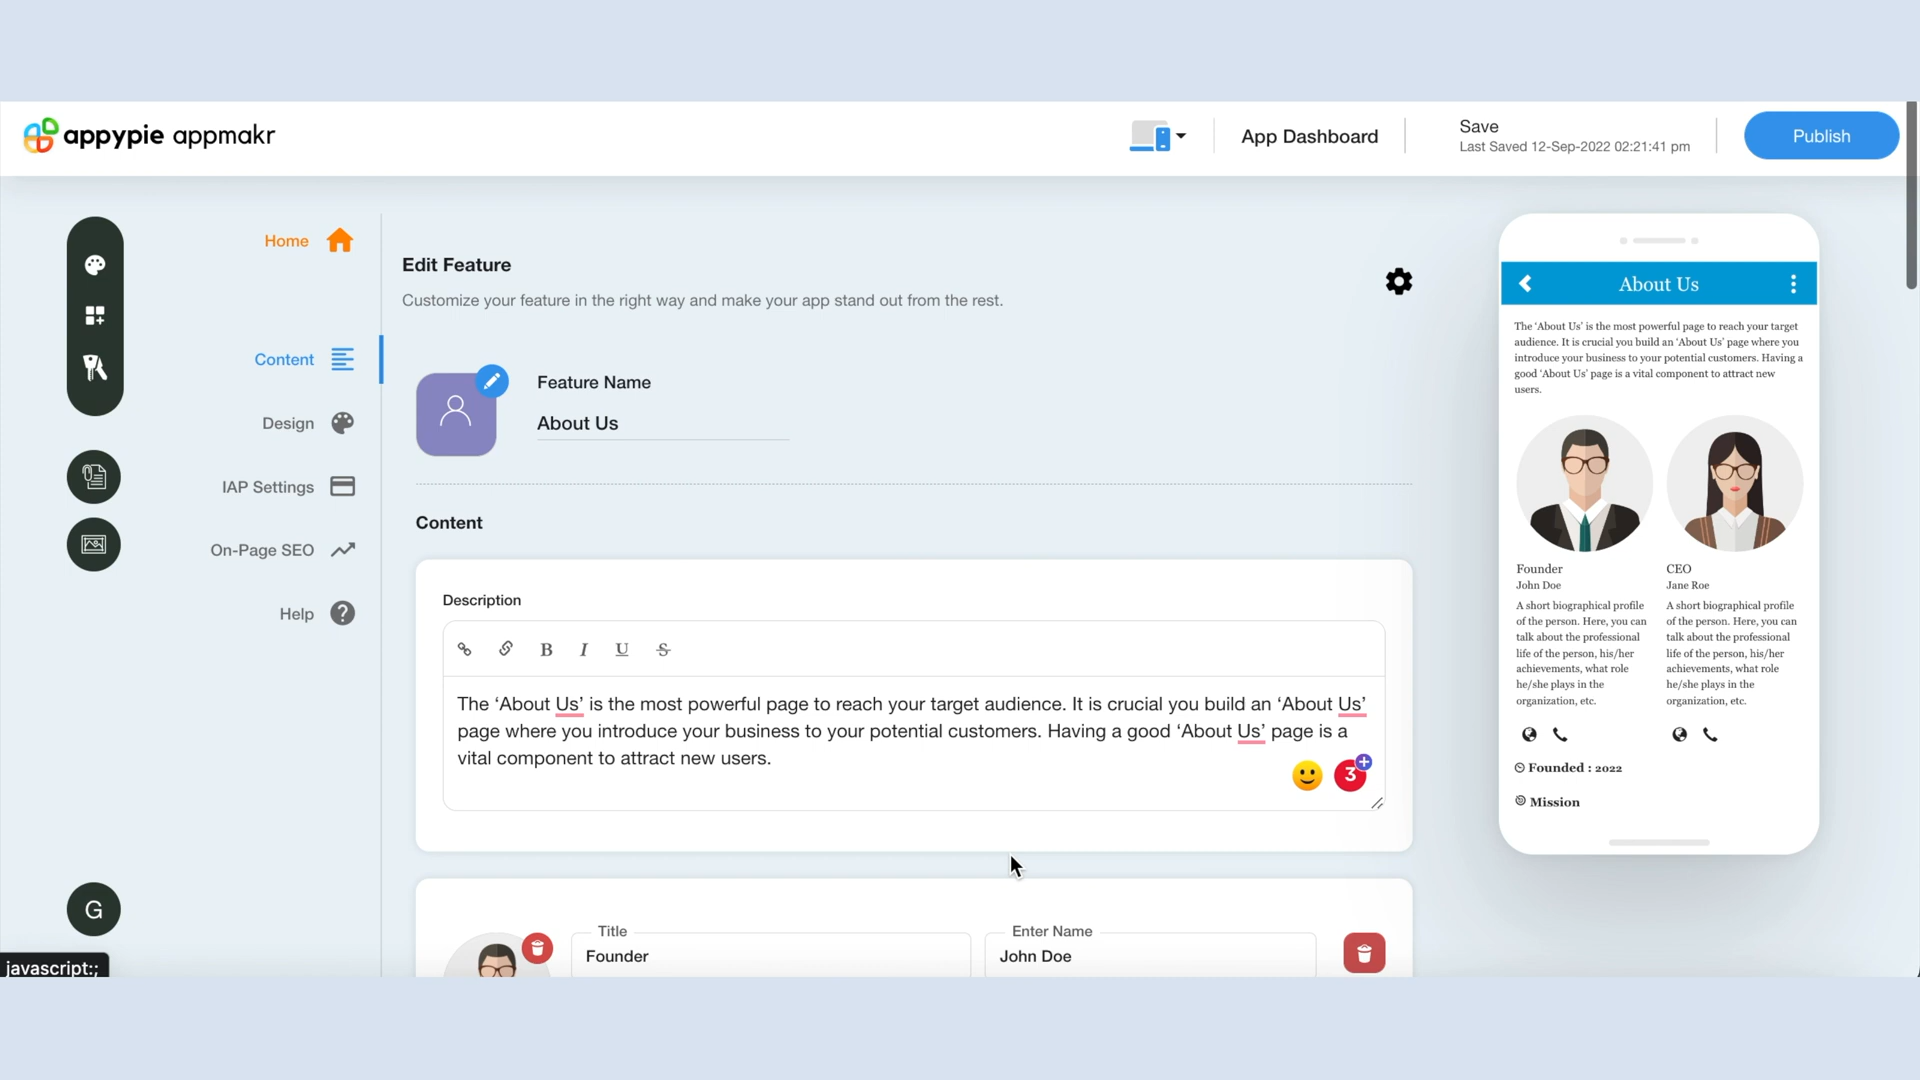 appypie appmakr
App Dashboard
Save
Last Saved 12-Sep-2022 02:21:41 pm
Publish
Home
Content
Design
IAP Settings
On-Page SEO
Help
G
javascript:;
Edit Feature
Customize your feature in the right way and make your app stand out from the rest.
Feature Name
About Us
Content
Description
B I U S
The ‘About Us’ is the most powerful page to reach your target audience. It is crucial you build an ‘About Us’
page where you introduce your business to your potential customers. Having a good ‘About Us’ page is a
vital component to attract new users.
3
Title
Founder
Enter Name
John Doe
About Us
The ‘About Us’ is the most powerful page to reach your target
audience. It is crucial you build an ‘About Us’ page where you
introduce your business to your potential customers. Having a
good ‘About Us’ page is a vital component to attract new
users.
Founder
John Doe
A short biographical profile
of the person. Here, you can
talk about the professional
life of the person, his/her
achievements, what role
he/she plays in the
organization, etc.
CEO
Jane Roe
A short biographical profile
of the person. Here, you can
talk about the professional
life of the person, his/her
achievements, what role
he/she plays in the
organization, etc.
Founded : 2022
Mission